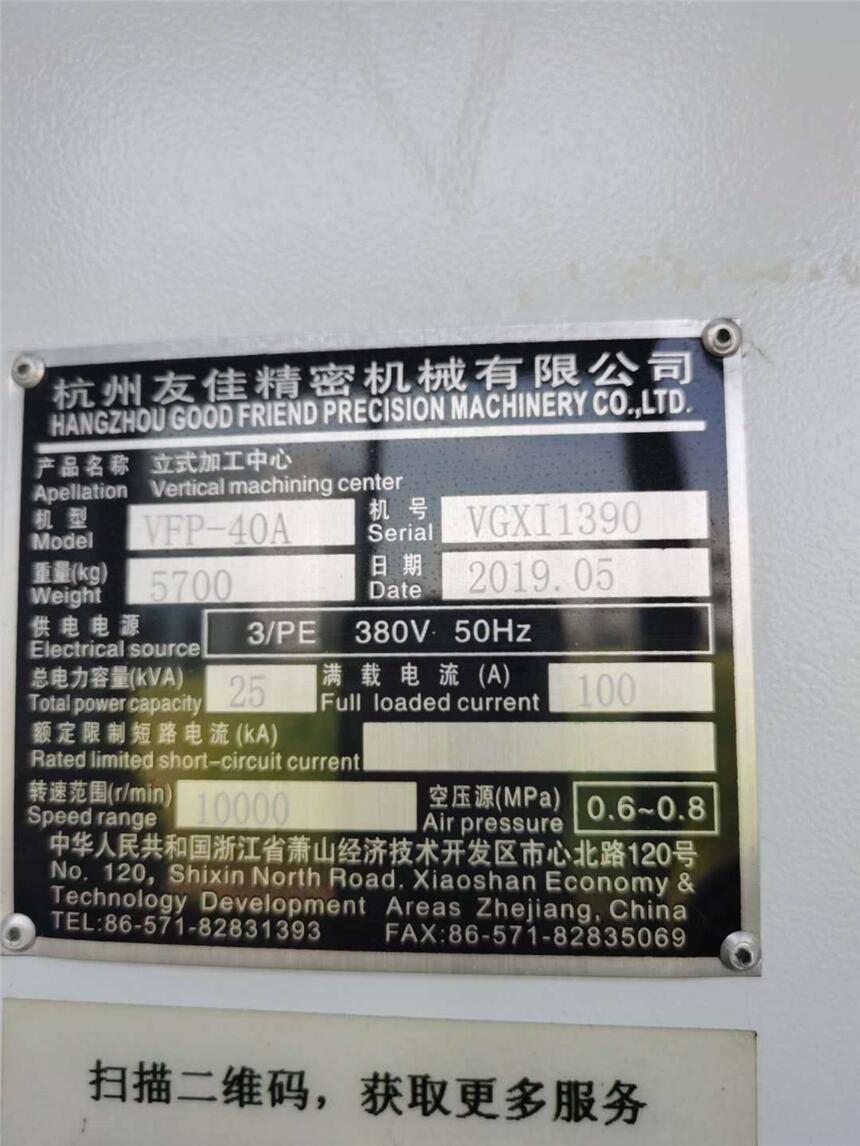 杭州友佳精密机械有限公司
HANGZHOU GOOD FRIEND PRECISION MACHINERY CO.,LTD.
产品名称 立式加工中心
Apellation Vertical machining center
机型 VFP-40A 机号 VGXI1390
Model Serial
重量(kg) 5700 日期 2019.05
Weight Date
供电电源 3/PE 380V 50Hz
Electrical source
总电力容量(kVA) 25 满载电流(A) 100
Total power capacity Full loaded current
额定限制短路电流(kA)
Rated limited short-circuit current
转速范围(r/min) 10000 空压源(MPa) 0.6~0.8
Speed range Air pressure
中华人民共和国浙江省萧山经济技术开发区市心北路120号
No. 120, Shixin North Road. Xiaoshan Economy &
Technology Development Areas Zhejiang, China
TEL:86-571-82831393 FAX:86-571-82835069
扫描二维码，获取更多服务